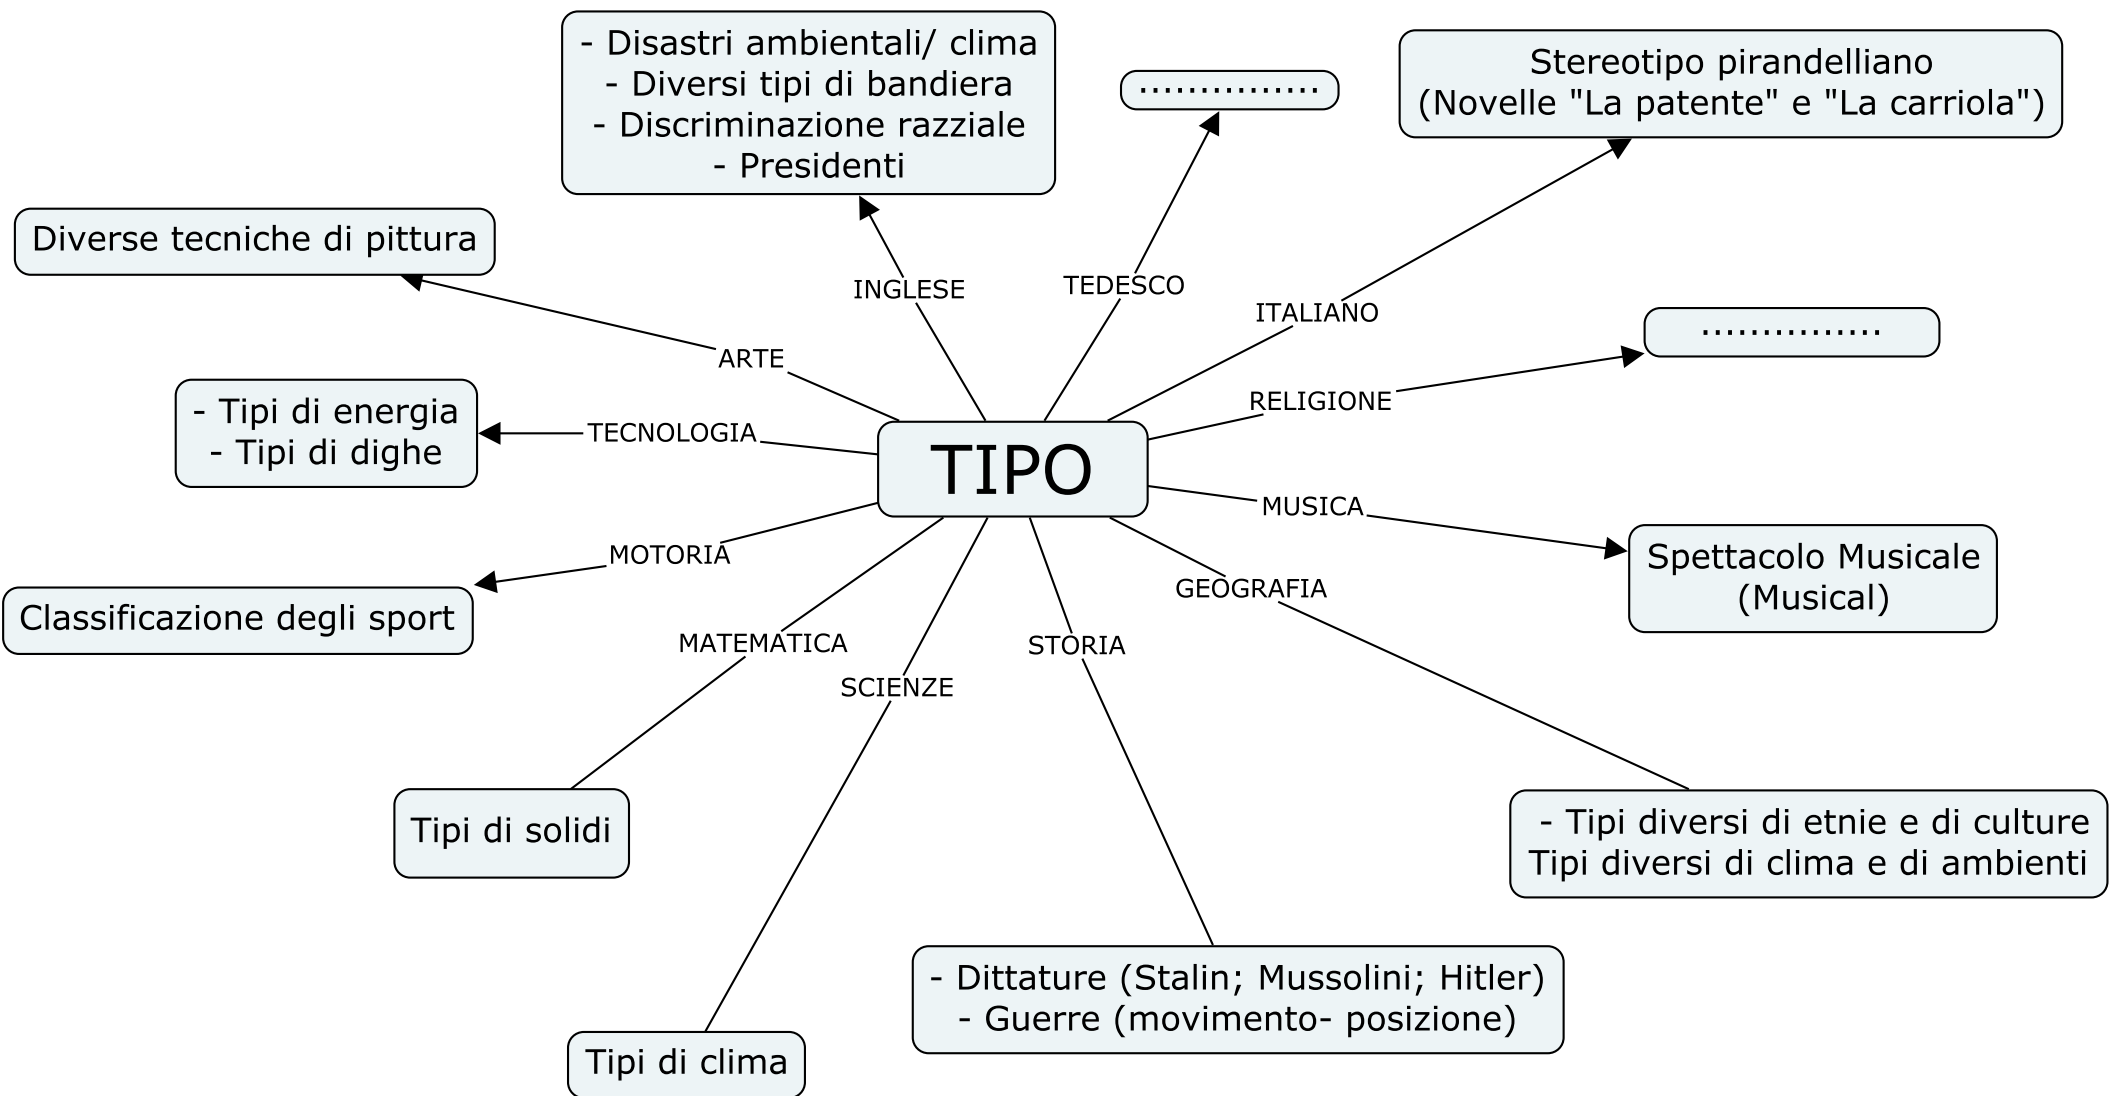 - Disastri ambientali/ clima
- Diversi tipi di bandiera
- Discriminazione razziale
- Presidenti
...............
Stereotipo pirandelliano
(Novelle "La patente" e "La carriola")
Diverse tecniche di pittura
INGLESE
TEDESCO
ITALIANO
...............
ARTE
RELIGIONE
- Tipi di energia
- Tipi di dighe
TECNOLOGIA
TIPO
MUSICA
Spettacolo Musicale
(Musical)
MOTORIA
Classificazione degli sport
GEOGRAFIA
MATEMATICA
STORIA
SCIENZE
Tipi di solidi
- Tipi diversi di etnie e di culture
Tipi diversi di clima e di ambienti
- Dittature (Stalin; Mussolini; Hitler)
- Guerre (movimento- posizione)
Tipi di clima